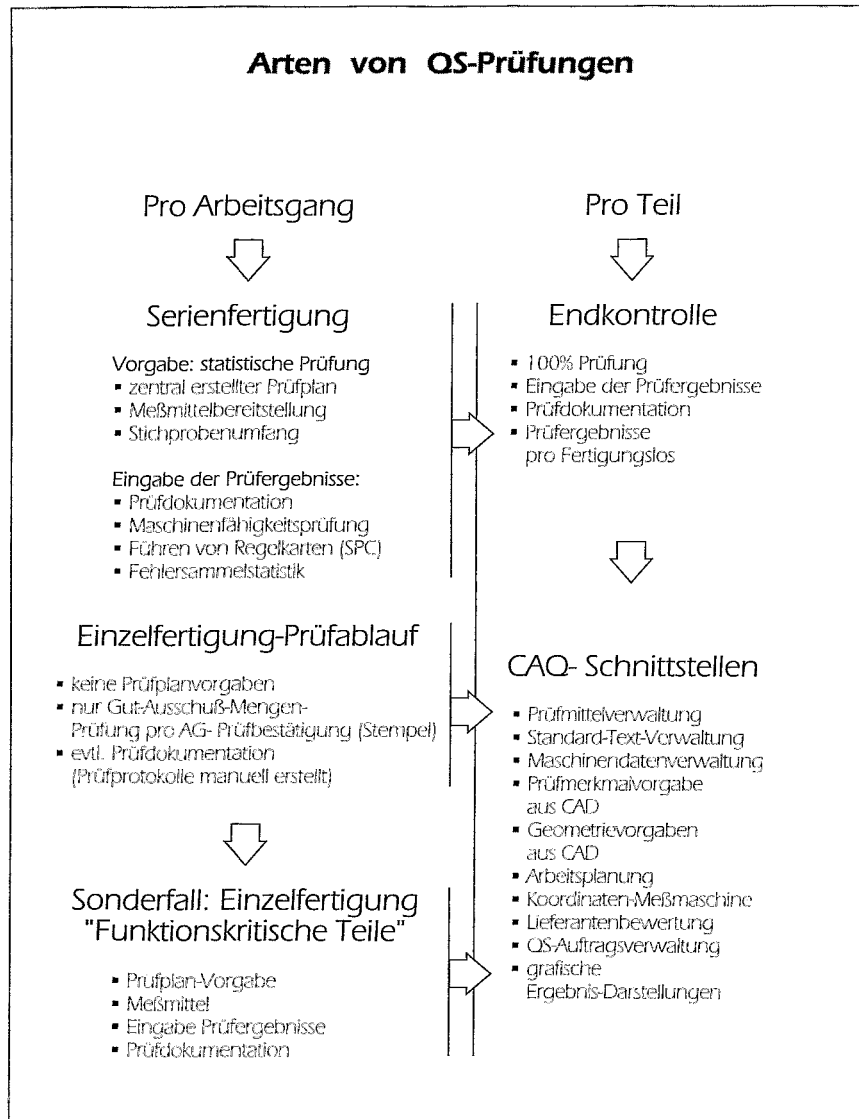 Arten von QS-Prüfungen
Pro Arbeitsgang
Serienfertigung
Vorgabe: statistische Prüfung
▪ zentral erstellter Prüfplan
▪ Meßmittelbereitstellung
▪ Stichprobenumfang
Eingabe der Prüfergebnisse:
▪ Prüfdokumentation
▪ Maschinenfähigkeitsprüfung
▪ Führen von Regelkarten (SPC)
▪ Fehlersammelstatistik
Einzelfertigung-Prüfablauf
▪ keine Prüfplanvorgaben
▪ nur Gut-Ausschuß-Mengen-
Prüfung pro AG- Prüfbestätigung (Stempel)
▪ evtl. Prüfdokumentation
(Prüfprotokolle manuell erstellt)
Sonderfall: Einzelfertigung
"Funktionskritische Teile"
▪ Prüfplan-Vorgabe
▪ Meßmittel
▪ Eingabe Prüfergebnisse
▪ Prüfdokumentation
Pro Teil
Endkontrolle
▪ 100% Prüfung
▪ Eingabe der Prüfergebnisse
▪ Prüfdokumentation
▪ Prüfergebnisse
pro Fertigungslos
CAQ- Schnittstellen
▪ Prüfmittelverwaltung
▪ Standard-Text-Verwaltung
▪ Maschinendatenverwaltung
▪ Prüfmerkmalvorgabe
aus CAD
▪ Geometrievorgaben
aus CAD
▪ Arbeitsplanung
▪ Koordinaten-Meßmaschine
▪ Lieferantenbewertung
▪ QS-Auftragsverwaltung
▪ grafische
Ergebnis-Darstellungen